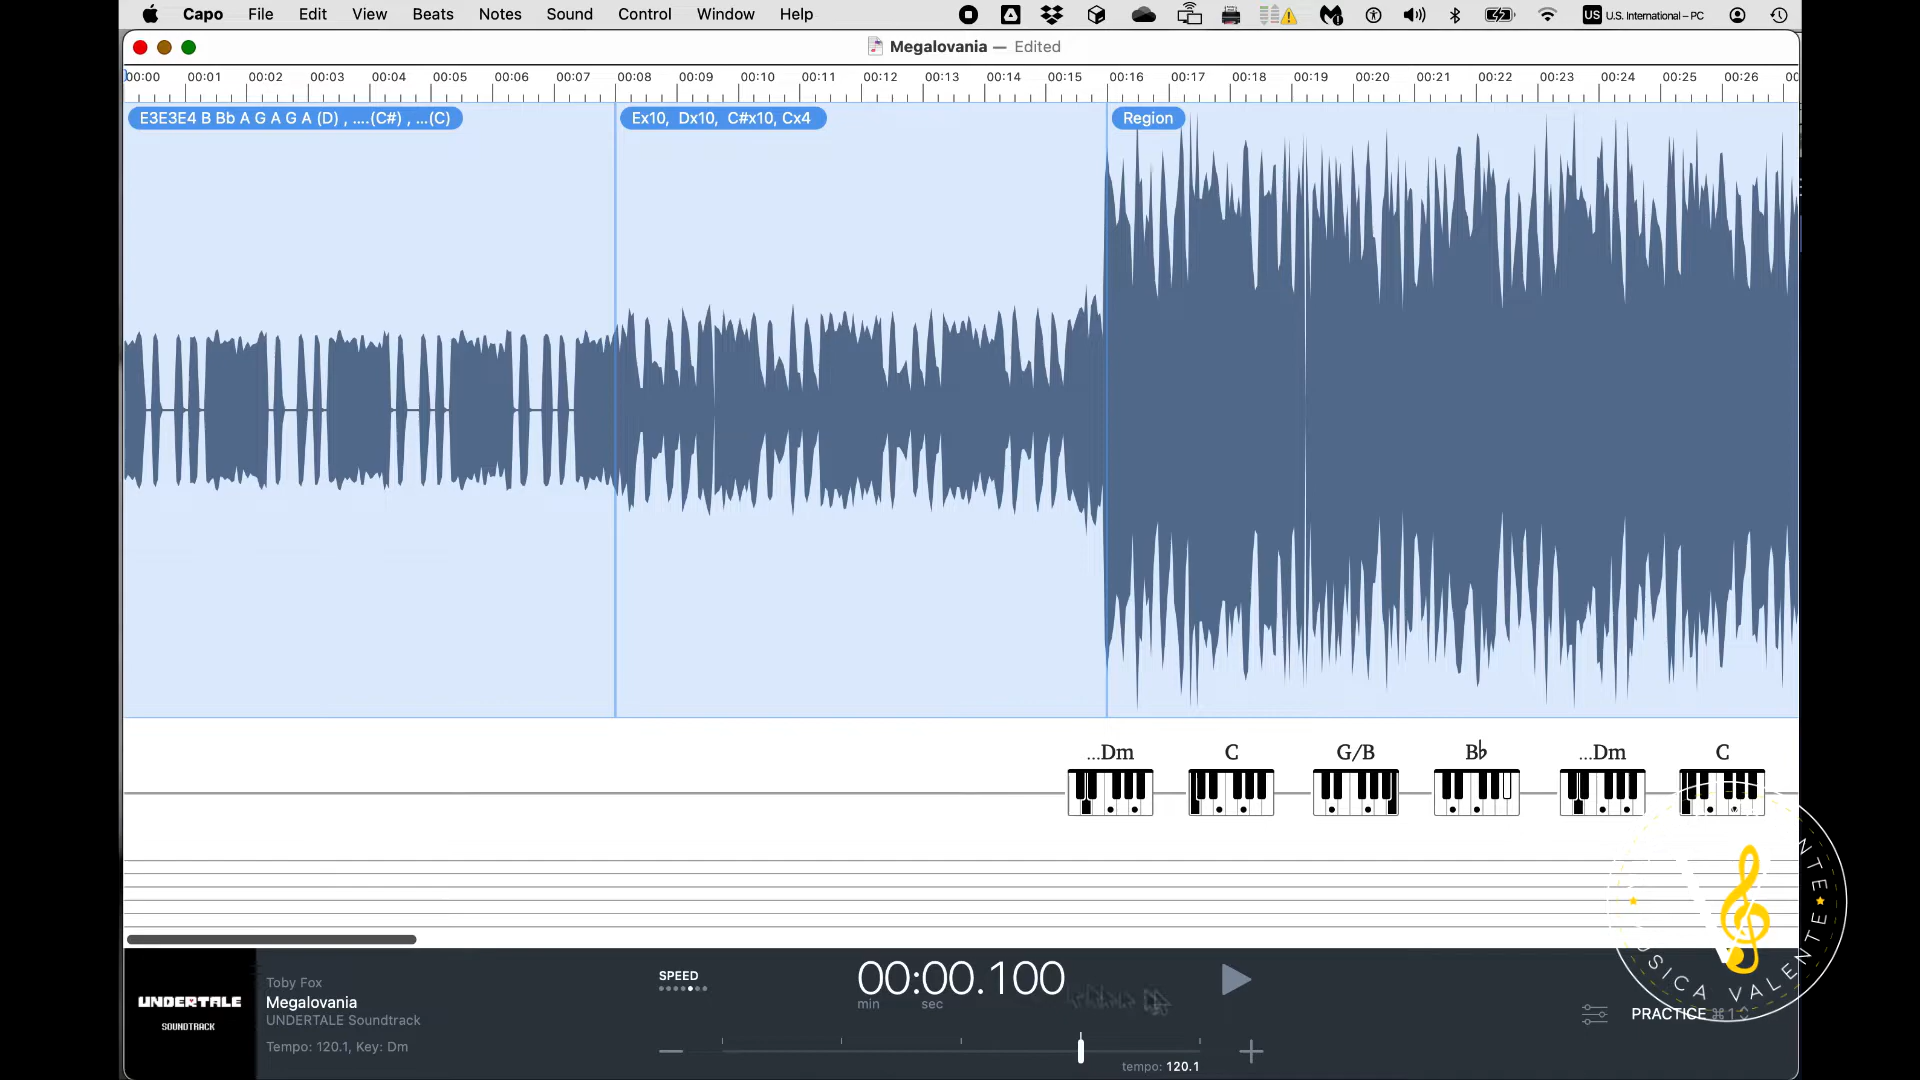 Capo File Edit View Beats Notes Sound Control Window Help US U.S. International – PC
Megalovania — Edited
00:00 00:01 00:02 00:03 00:04 00:05 00:06 00:07 00:08 00:09 00:10 00:11 00:12 00:13 00:14 00:15 00:16 00:17 00:18 00:19 00:20 00:21 00:22 00:23 00:24 00:25 00:26
E3E3E4 B Bb A G A G A (D) , ....(C#) , ...(C) Ex10, Dx10, C#x10, Cx4 Region
...Dm C G/B B♭ ...Dm C
UNDERTALE
SOUNDTRACK
Toby Fox
Megalovania
UNDERTALE Soundtrack
Tempo: 120.1, Key: Dm
SPEED
00:00.100
min sec
tempo: 120.1
PRACTICE ⌘1
VALENTE